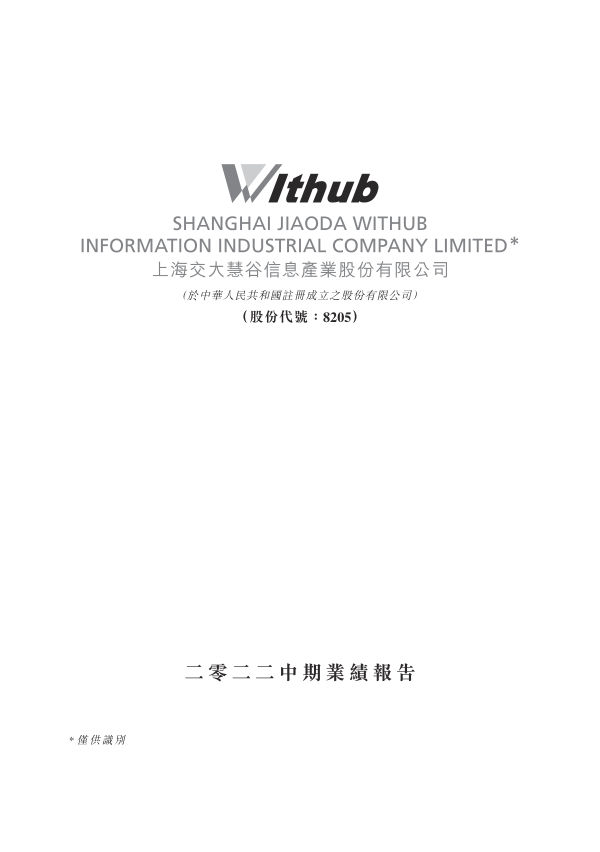 WIthub
SHANGHAI JIAODA WITHUB
INFORMATION INDUSTRIAL COMPANY LIMITED*
上海交大慧谷信息產業股份有限公司
(於中華人民共和國註冊成立之股份有限公司)
(股份代號：8205)
二零二二中期業績報告
* 僅供識別